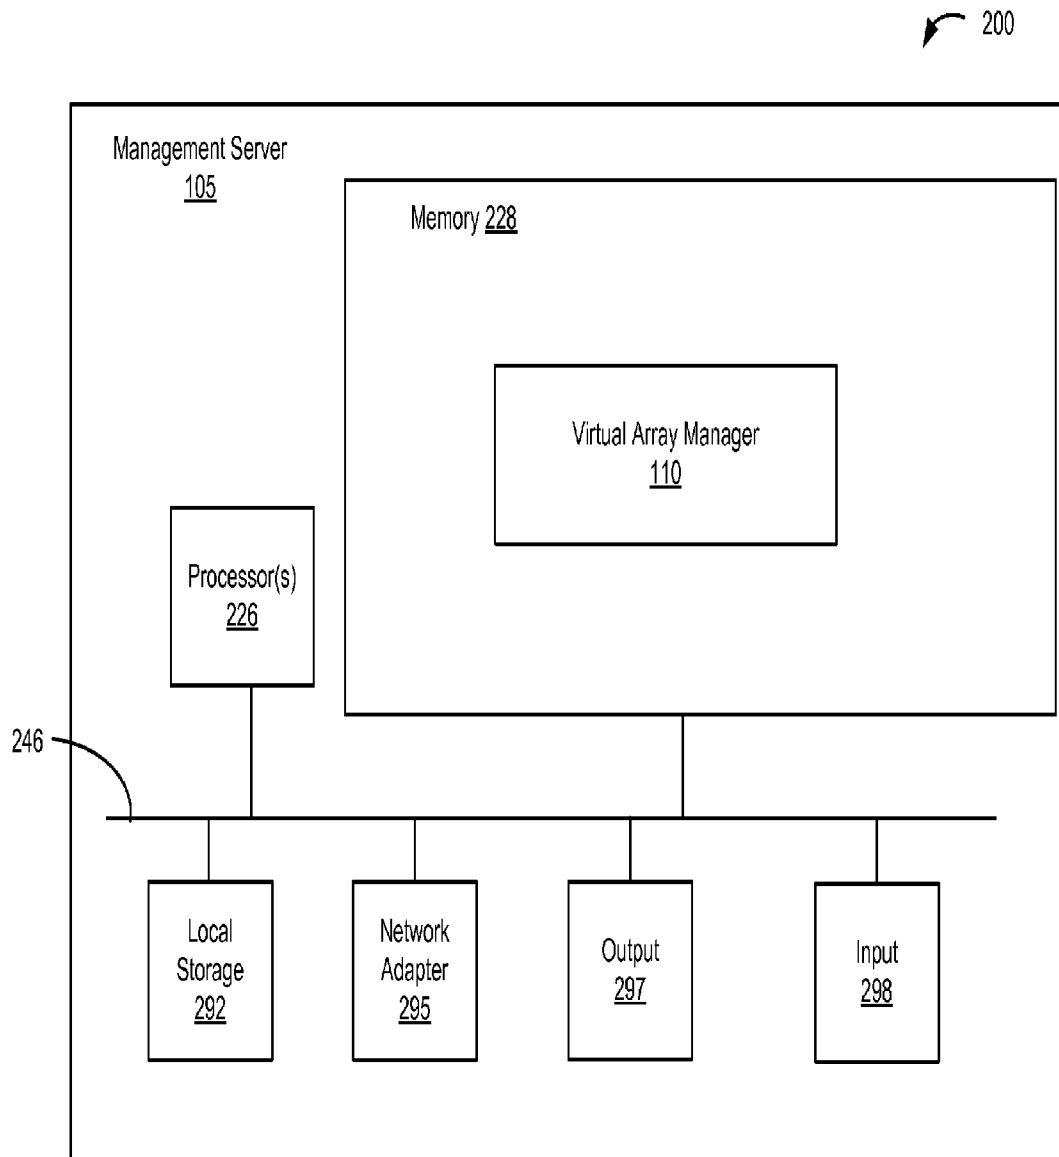 200
Management Server
105
Memory 228
Virtual Array Manager
110
Processor(s)
226
246
Local
Storage
292
Network
Adapter
295
Output
297
Input
298